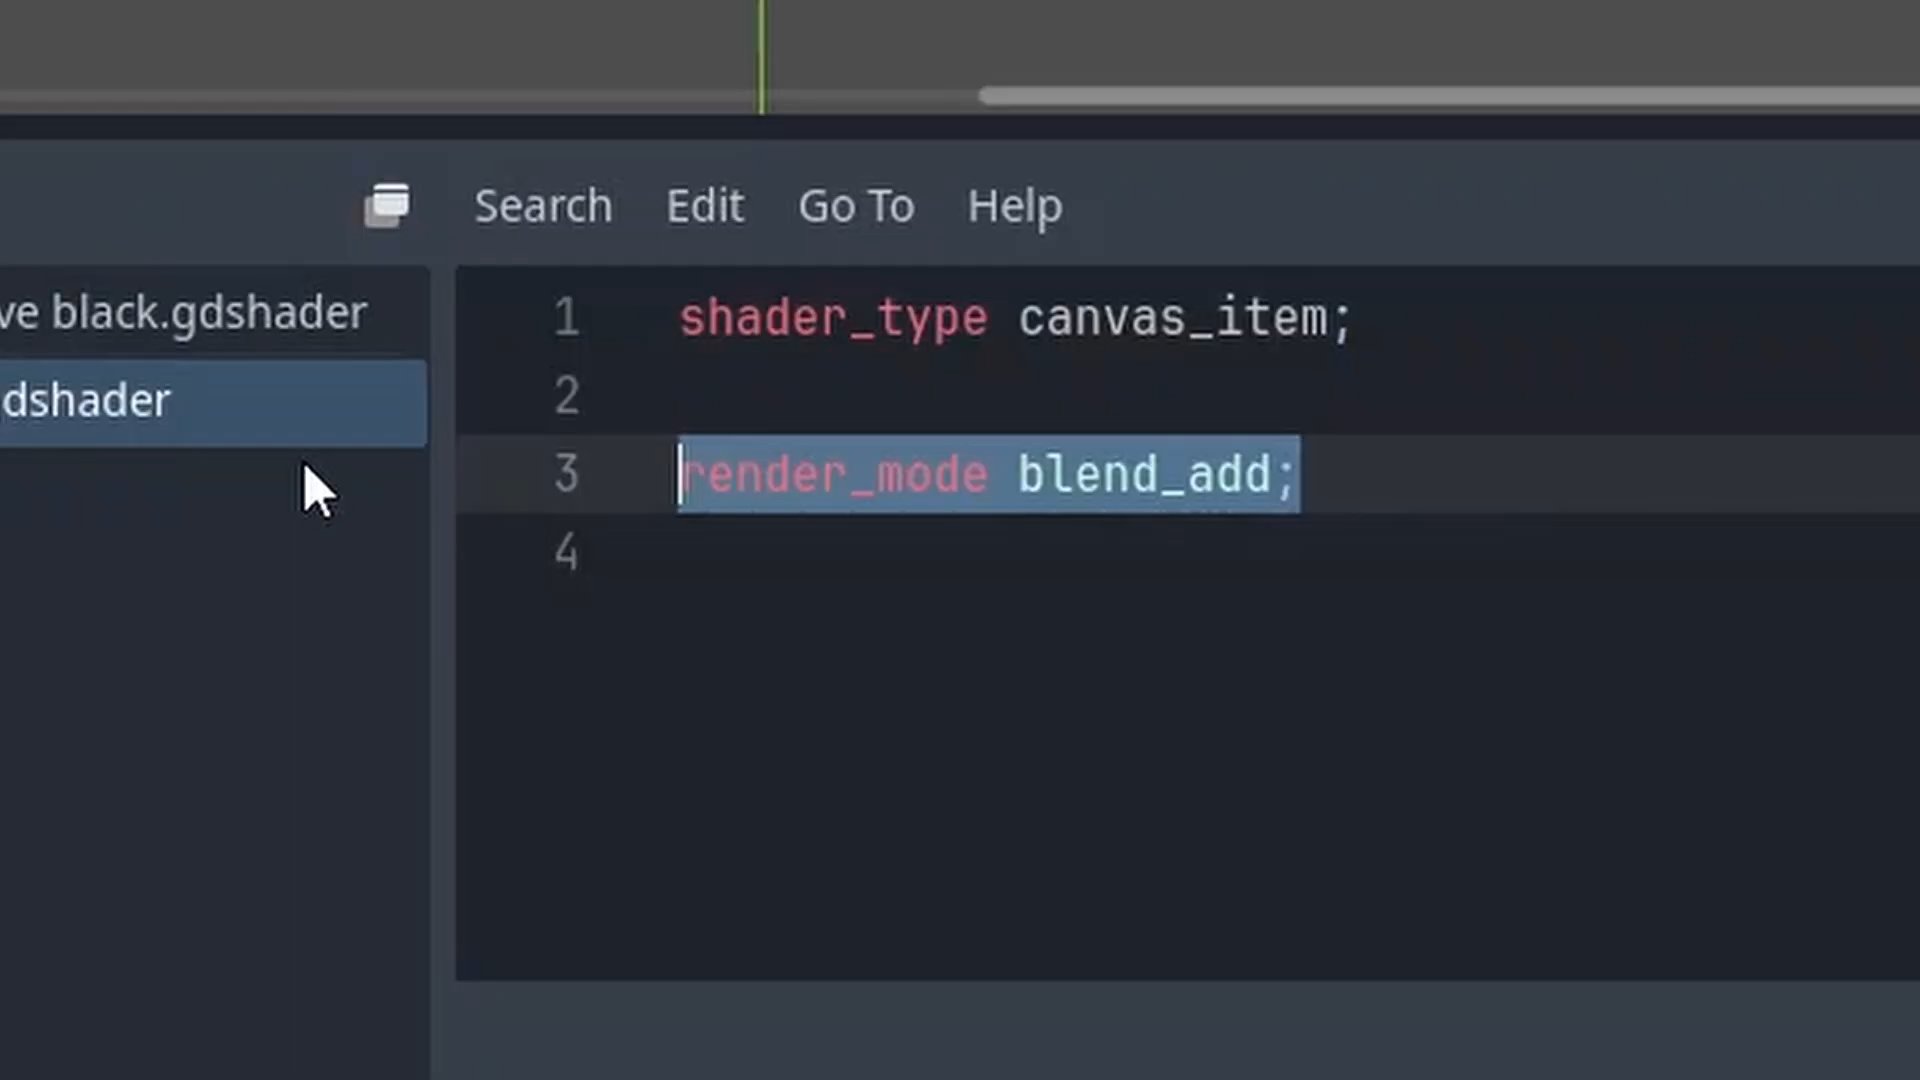 Search Edit Go To Help
ve black.gdshader
dshader
1 shader_type canvas_item;
2
3 render_mode blend_add;
4